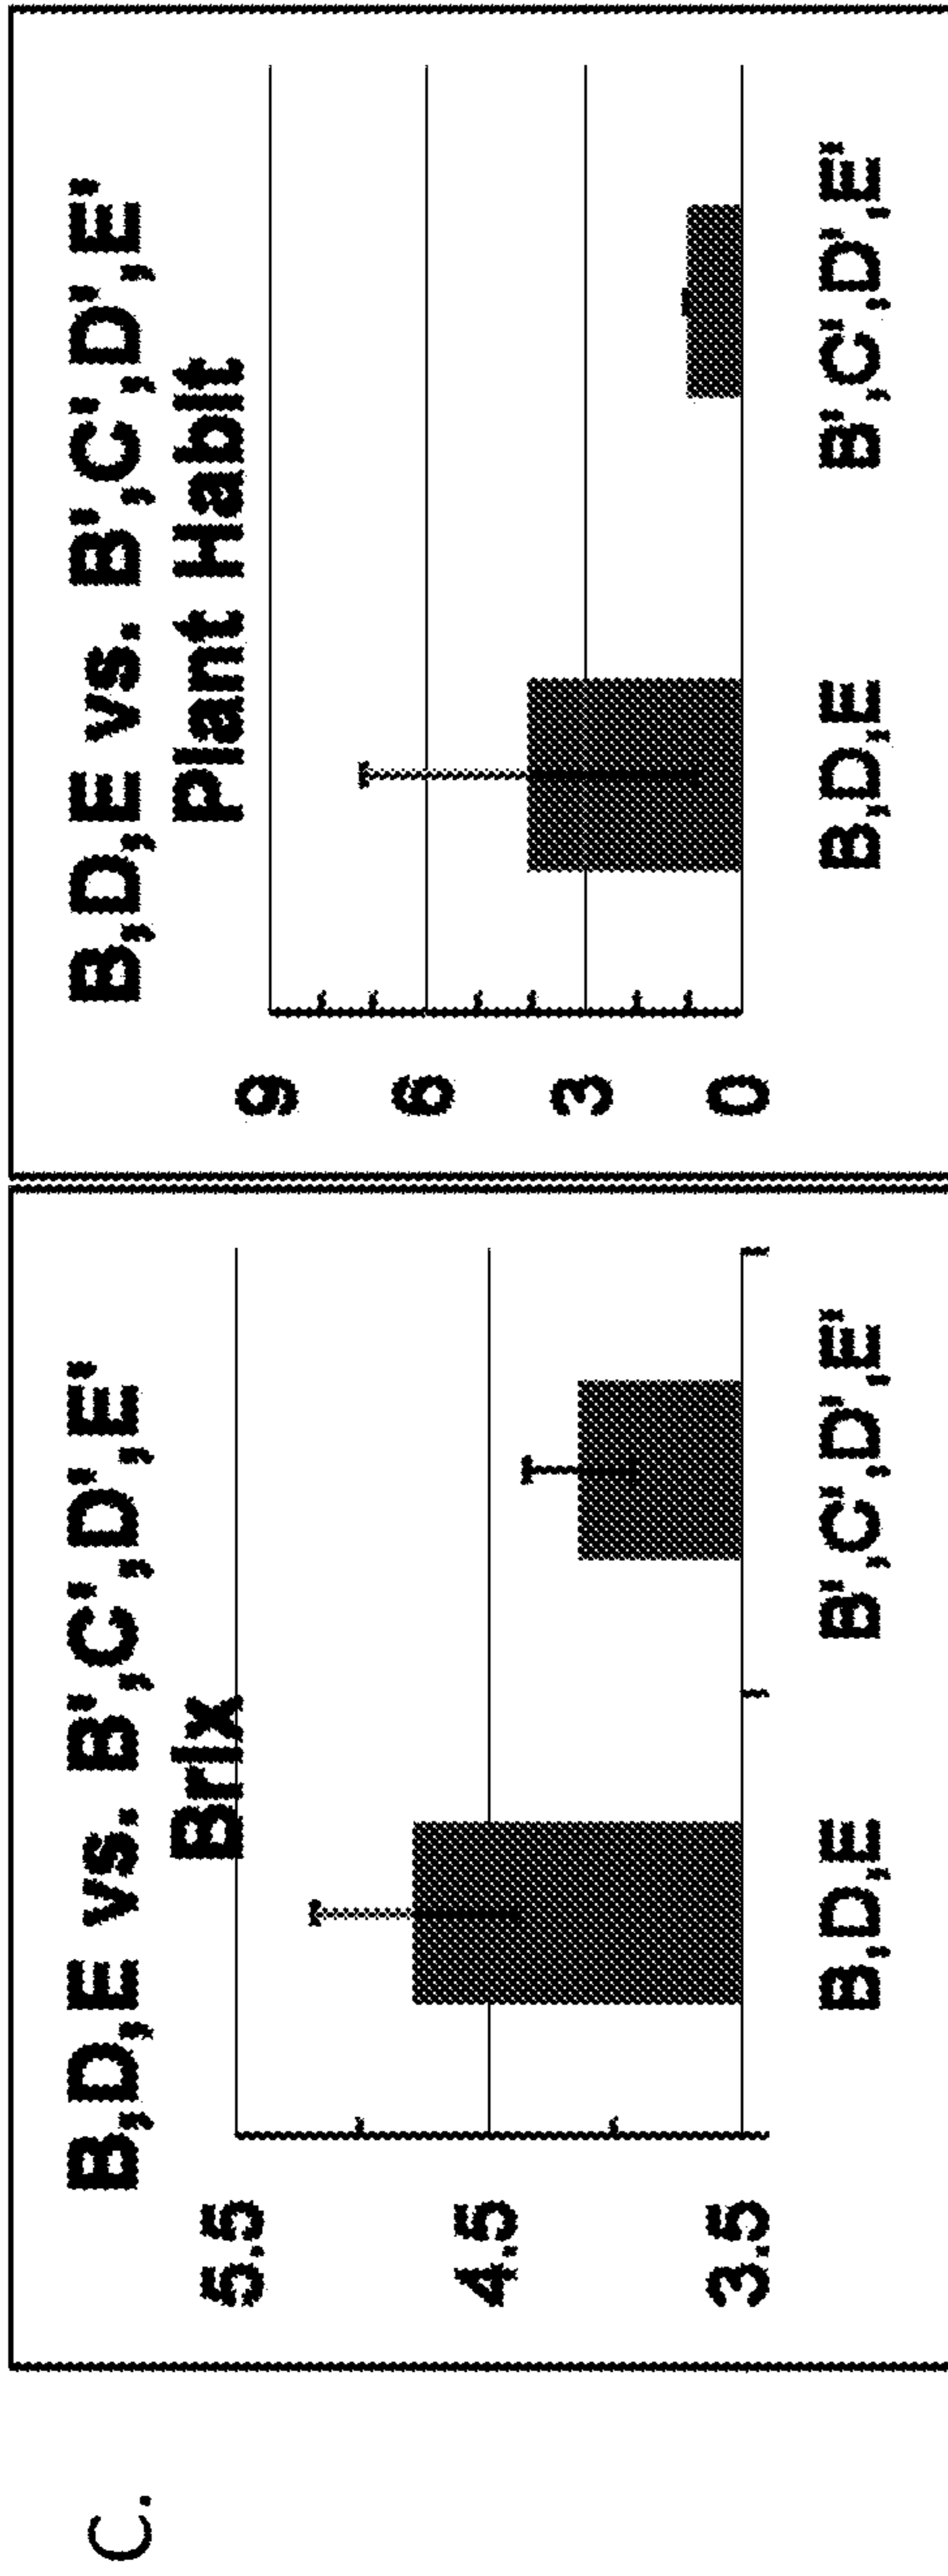 C.
B,D,E vs. B',C',D',E'
Brix
5.5
4.5
3.5
B,D,E
B',C',D',E'
B,D,E vs. B',C',D',E'
Plant Habit
9
6
3
0
B,D,E
B',C',D',E'